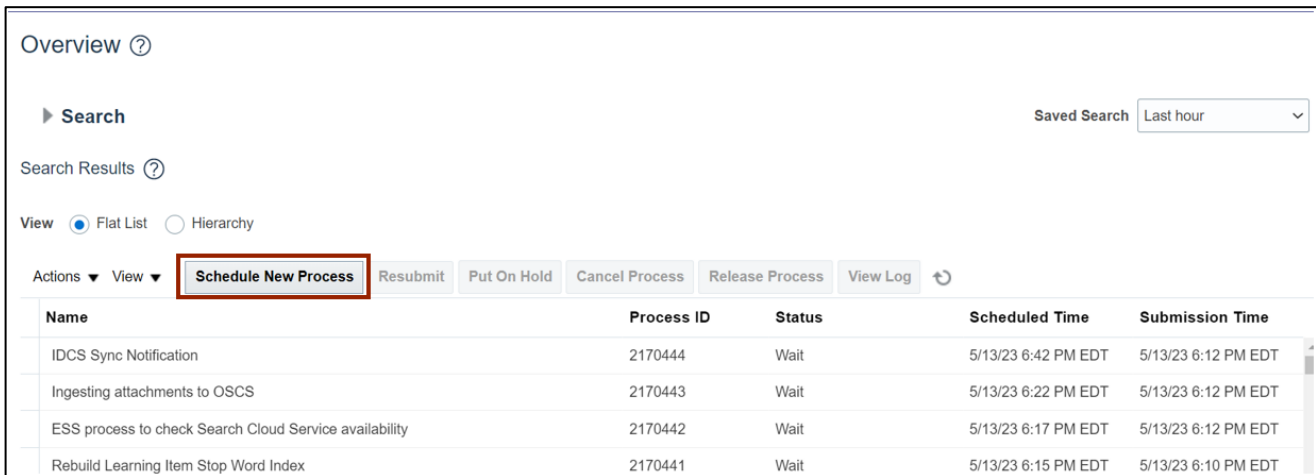 Overview ?
Search
Saved Search Last hour
Search Results ?
View Flat List Hierarchy
Actions View Schedule New Process Resubmit Put On Hold Cancel Process Release Process View Log
Name Process ID Status Scheduled Time Submission Time
IDCS Sync Notification 2170444 Wait 5/13/23 6:42 PM EDT 5/13/23 6:12 PM EDT
Ingesting attachments to OSCS 2170443 Wait 5/13/23 6:22 PM EDT 5/13/23 6:12 PM EDT
ESS process to check Search Cloud Service availability 2170442 Wait 5/13/23 6:17 PM EDT 5/13/23 6:12 PM EDT
Rebuild Learning Item Stop Word Index 2170441 Wait 5/13/23 6:15 PM EDT 5/13/23 6:10 PM EDT